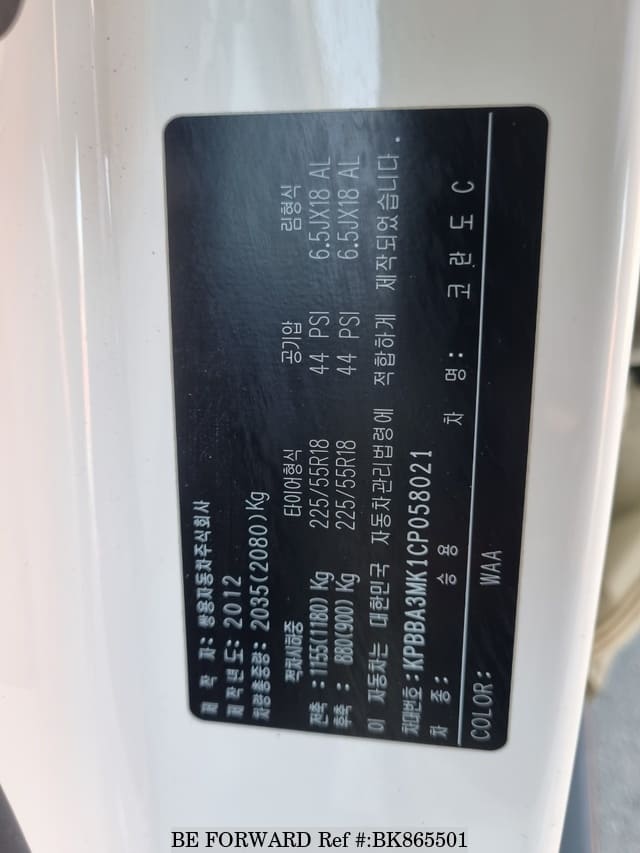 제 작 자: 쌍용자동차주식회사
제작년도: 2012
차량총중량: 2035(2080)Kg
적차시하중 타이어형식 공기압 림형식
전축 : 1155(1180) Kg 225/55R18 44 PSI 6.5JX18 AL
후축 : 880(900) Kg 225/55R18 44 PSI 6.5JX18 AL
이 자동차는 대한민국 자동차관리법령에 적합하게 제작되었습니다.
차대번호: KPBBA3MK1CP058021
차 종: 승 용 차 명: 코 란 도 C
COLOR: WAA
BE FORWARD Ref #:BK865501